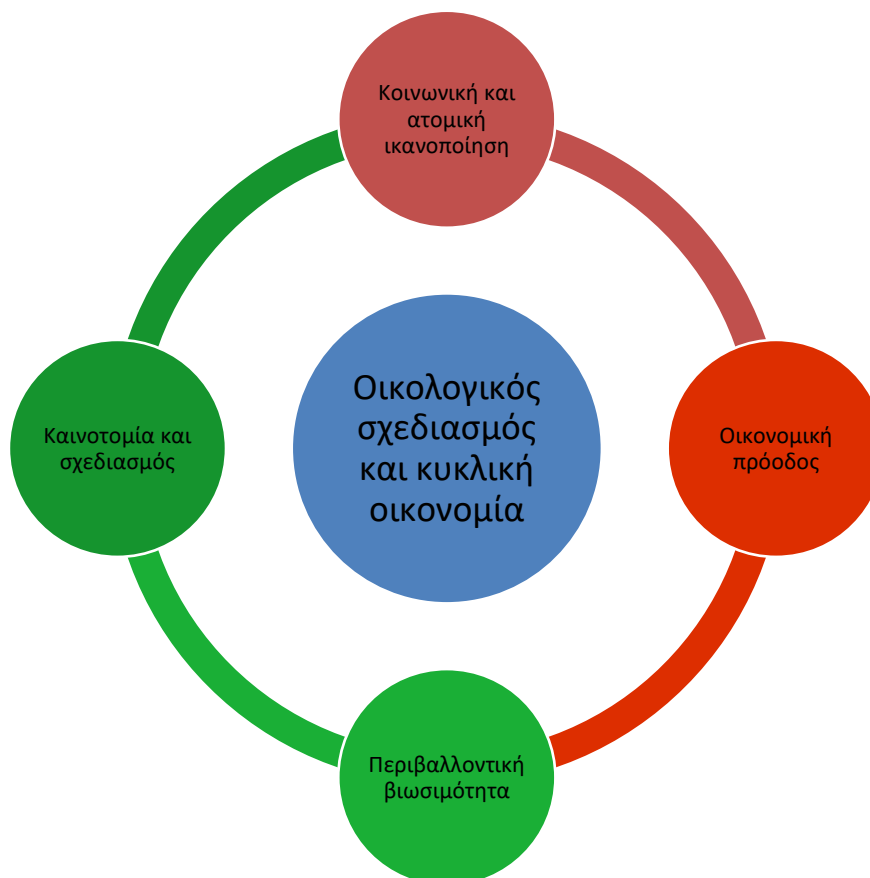 Κοινωνική και
ατομική
ικανοποίηση
Οικολογικός
σχεδιασμός
και κυκλική
οικονομία
Καινοτομία και
σχεδιασμός
Οικονομική
πρόοδος
Περιβαλλοντική
βιωσιμότητα